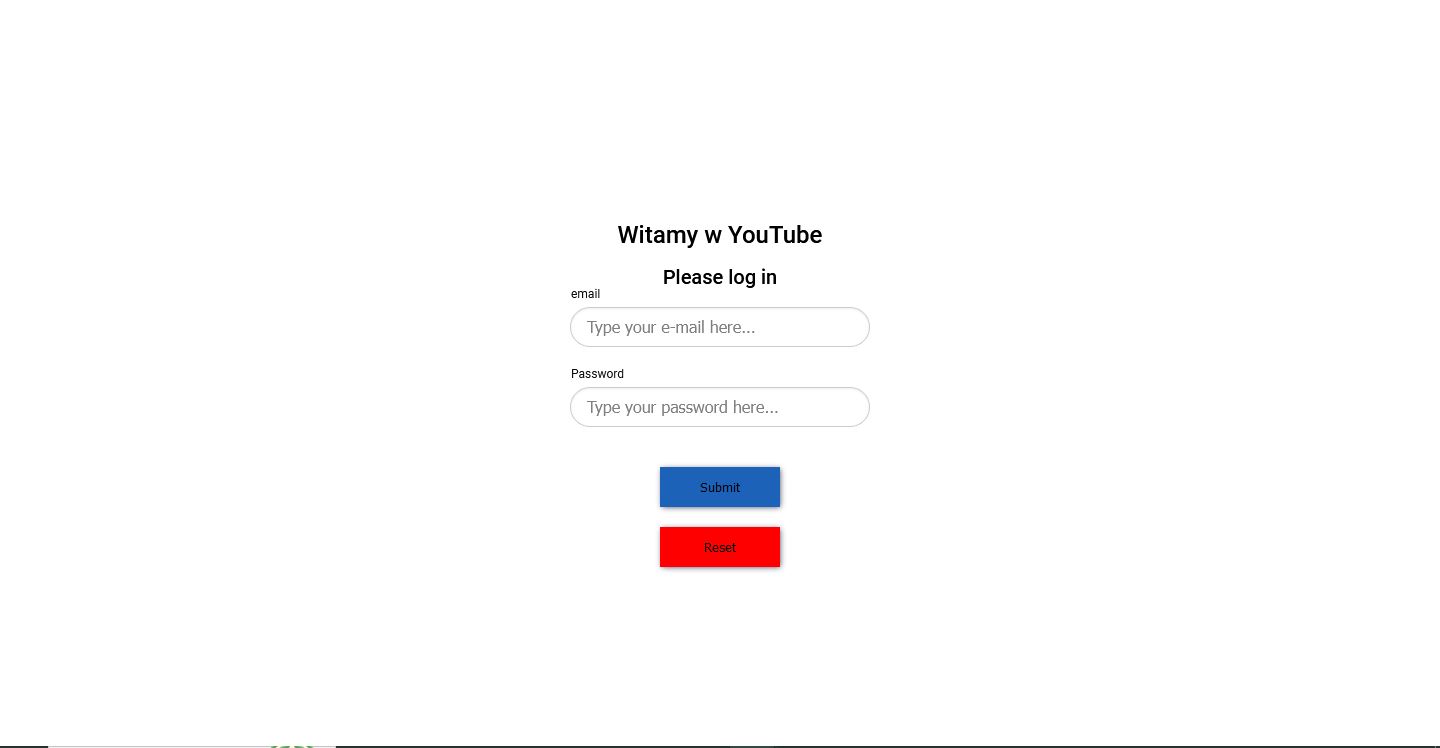 Witamy w YouTube
Please log in
email
Type your e-mail here...
Password
Type your password here...
Submit
Reset